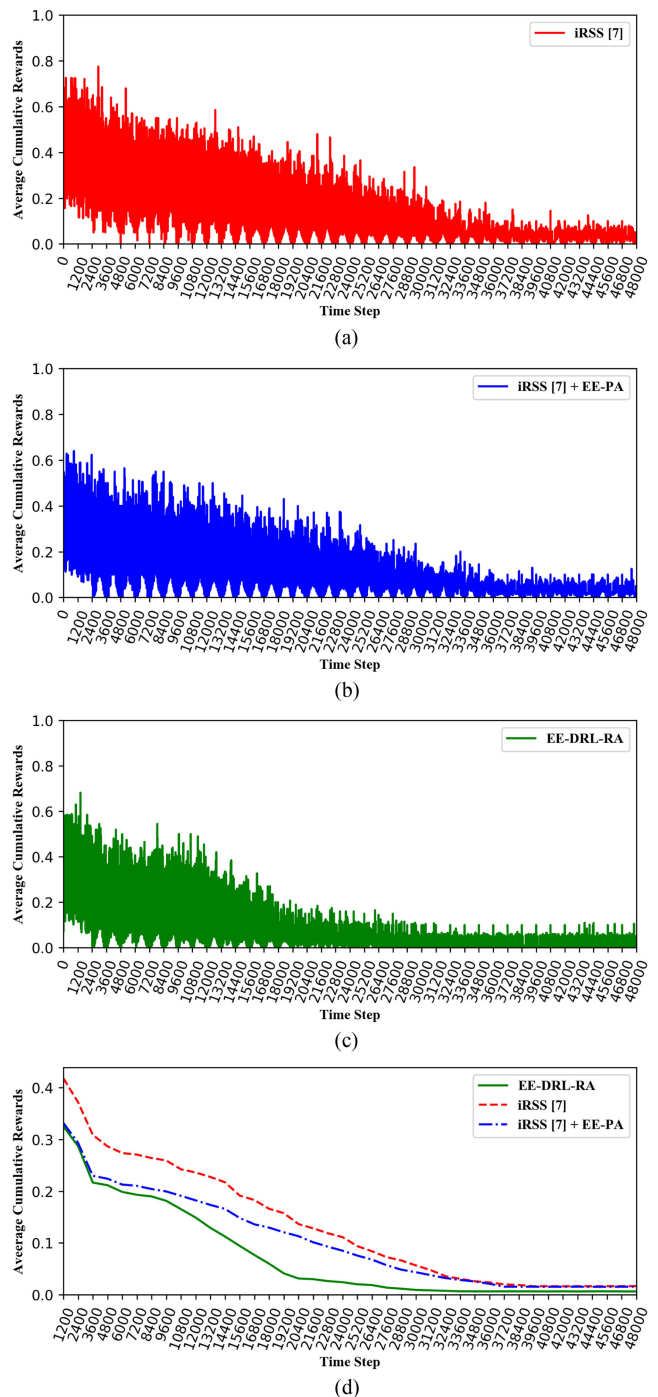 1.0
0.8
0.6
0.4
0.2
0.0
Average Cumulative Rewards
iRSS [7]
0 1200 2400 3600 4800 6000 7200 8400 9600 10800 12000 13200 14400 15600 16800 18000 19200 20400 21600 22800 24000 25200 26400 27600 28800 30000 31200 32400 33600 34800 36000 37200 38400 39600 40800 42000 43200 44400 45600 46800 48000
Time Step
(a)
1.0
0.8
0.6
0.4
0.2
0.0
Average Cumulative Rewards
iRSS [7] + EE-PA
0 1200 2400 3600 4800 6000 7200 8400 9600 10800 12000 13200 14400 15600 16800 18000 19200 20400 21600 22800 24000 25200 26400 27600 28800 30000 31200 32400 33600 34800 36000 37200 38400 39600 40800 42000 43200 44400 45600 46800 48000
Time Step
(b)
1.0
0.8
0.6
0.4
0.2
0.0
Average Cumulative Rewards
EE-DRL-RA
0 1200 2400 3600 4800 6000 7200 8400 9600 10800 12000 13200 14400 15600 16800 18000 19200 20400 21600 22800 24000 25200 26400 27600 28800 30000 31200 32400 33600 34800 36000 37200 38400 39600 40800 42000 43200 44400 45600 46800 48000
Time Step
(c)
0.4
0.3
0.2
0.1
0.0
Aveerage Cumulative Rewards
EE-DRL-RA
iRSS [7]
iRSS [7] + EE-PA
1200 2400 3600 4800 6000 7200 8400 9600 10800 12000 13200 14400 15600 16800 18000 19200 20400 21600 22800 24000 25200 26400 27600 28800 30000 31200 32400 33600 34800 36000 37200 38400 39600 40800 42000 43200 44400 45600 46800 48000
Time Step
(d)